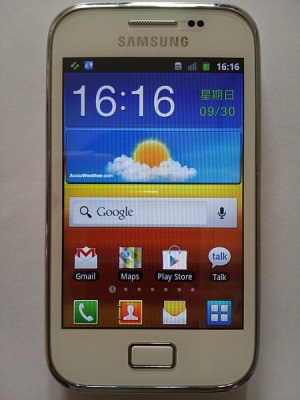 SAMSUNG
16:16
16:16
星期日
09/30
AccuWeather.com
Google
Gmail
Maps
Play Store
Talk
talk
1